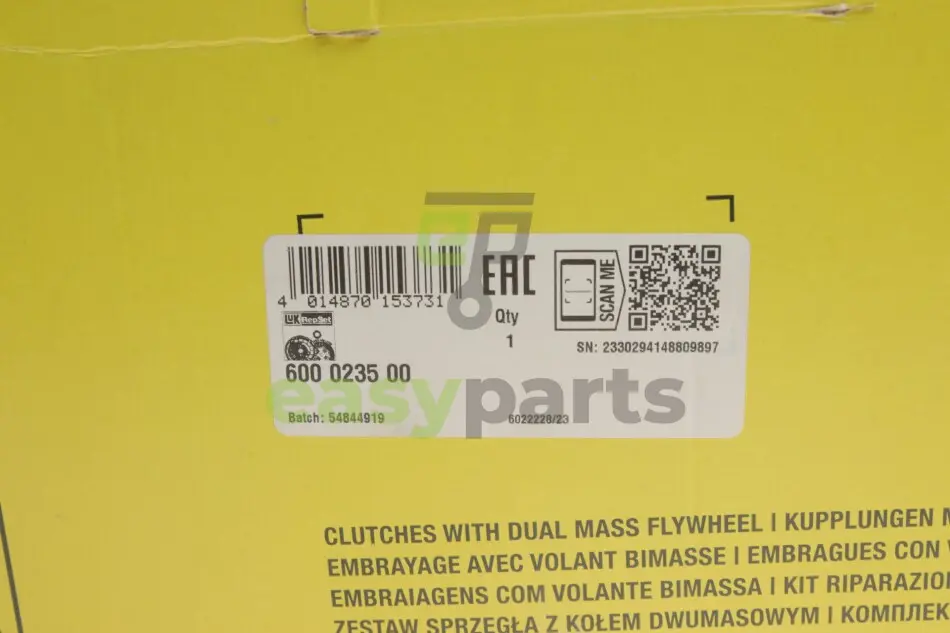 4 014870 153731
EAC
SCAN ME
Qty
1
SN: 2330294148809897
LUK RepSet
600 0235 00
easyparts
Batch: 54844919
6022228/23
CLUTCHES WITH DUAL MASS FLYWHEEL | KUPPLUNGEN M
EMBRAYAGE AVEC VOLANT BIMASSE | EMBRAGUES CON
EMBRAIAGENS COM VOLANTE BIMASSA | KIT RIPARAZIO
ZESTAW SPRZĘGŁA Z KOŁEM DWUMASOWYM | КОМПЛЕК